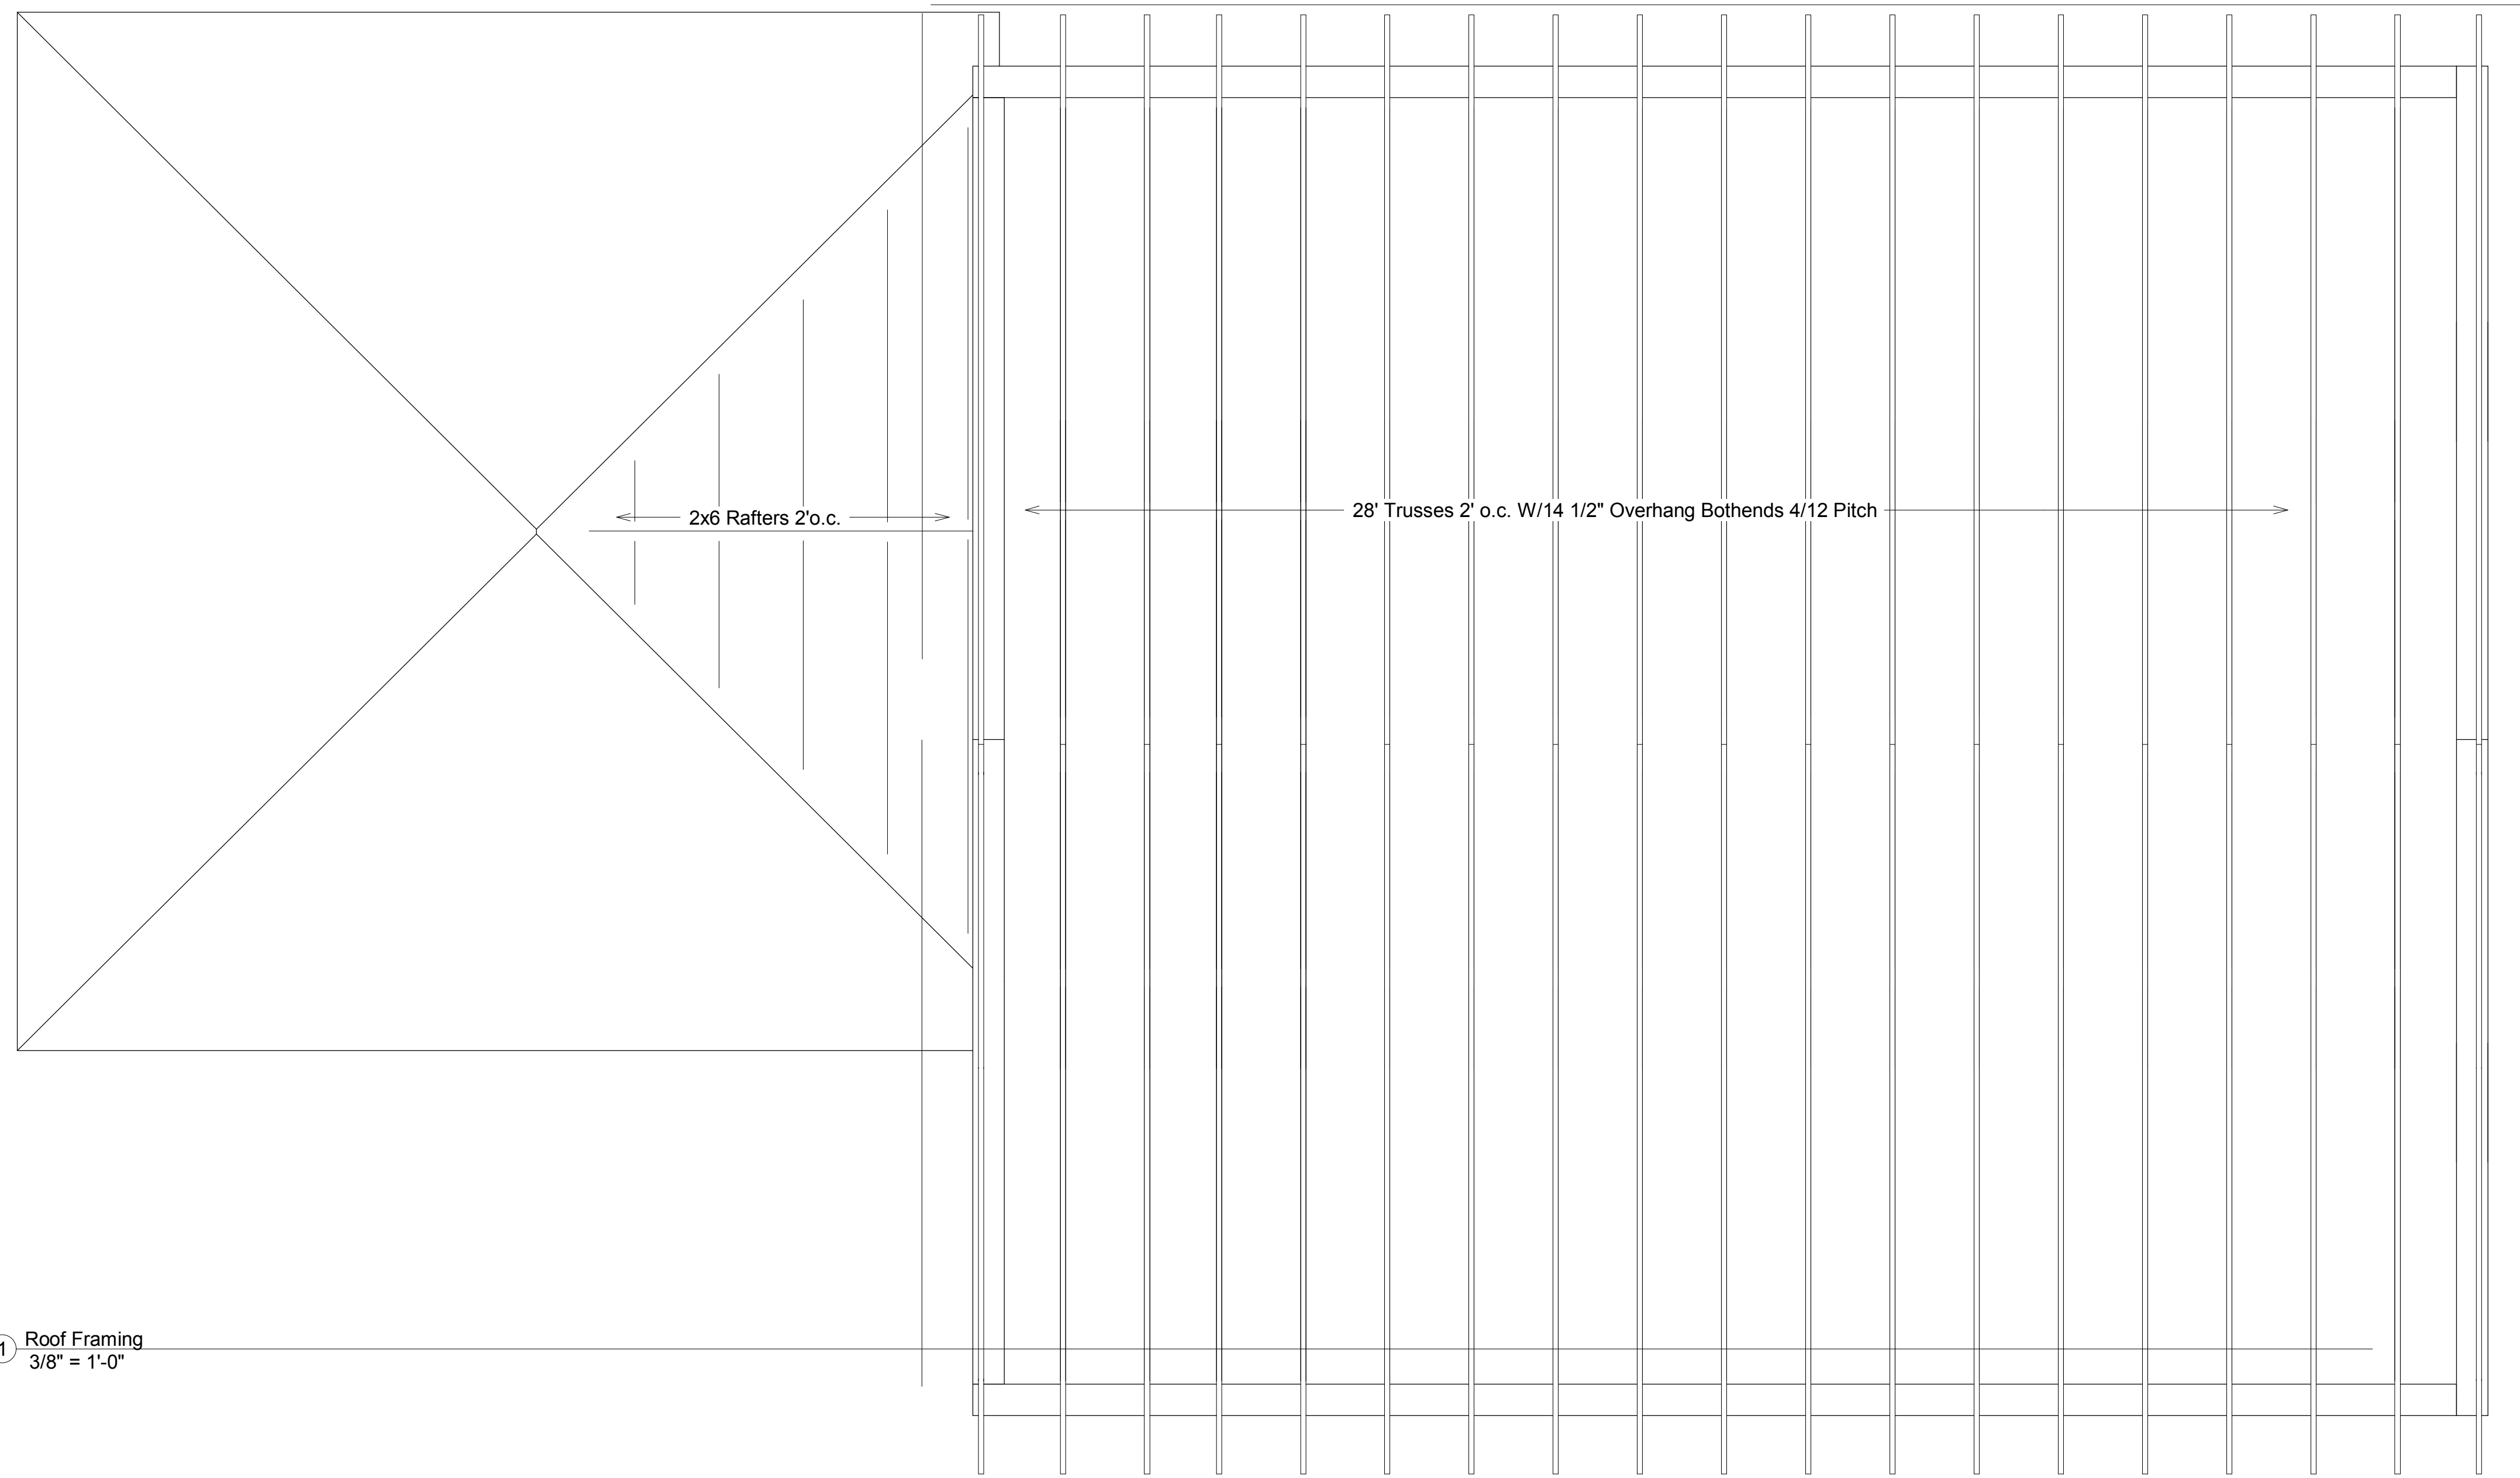 2x6 Rafters 2'o.c.
28' Trusses 2' o.c. W/14 1/2" Overhang Bothends 4/12 Pitch
1
Roof Framing
3/8" = 1'-0"